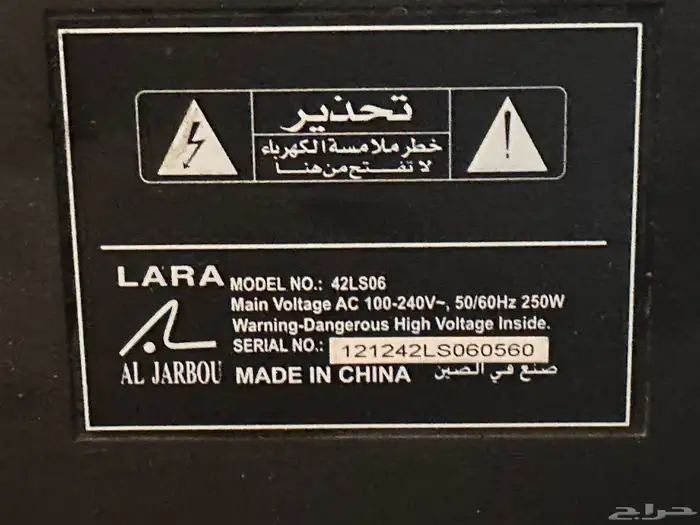 تحذير
خطر ملامسة الكهرباء
لا تفتح من هنا
LARA MODEL NO.: 42LS06
Main Voltage AC 100-240V~, 50/60Hz 250W
Warning-Dangerous High Voltage Inside.
SERIAL NO.: 121242LS060560
AL JARBOU MADE IN CHINA صنع في الصين
حراج